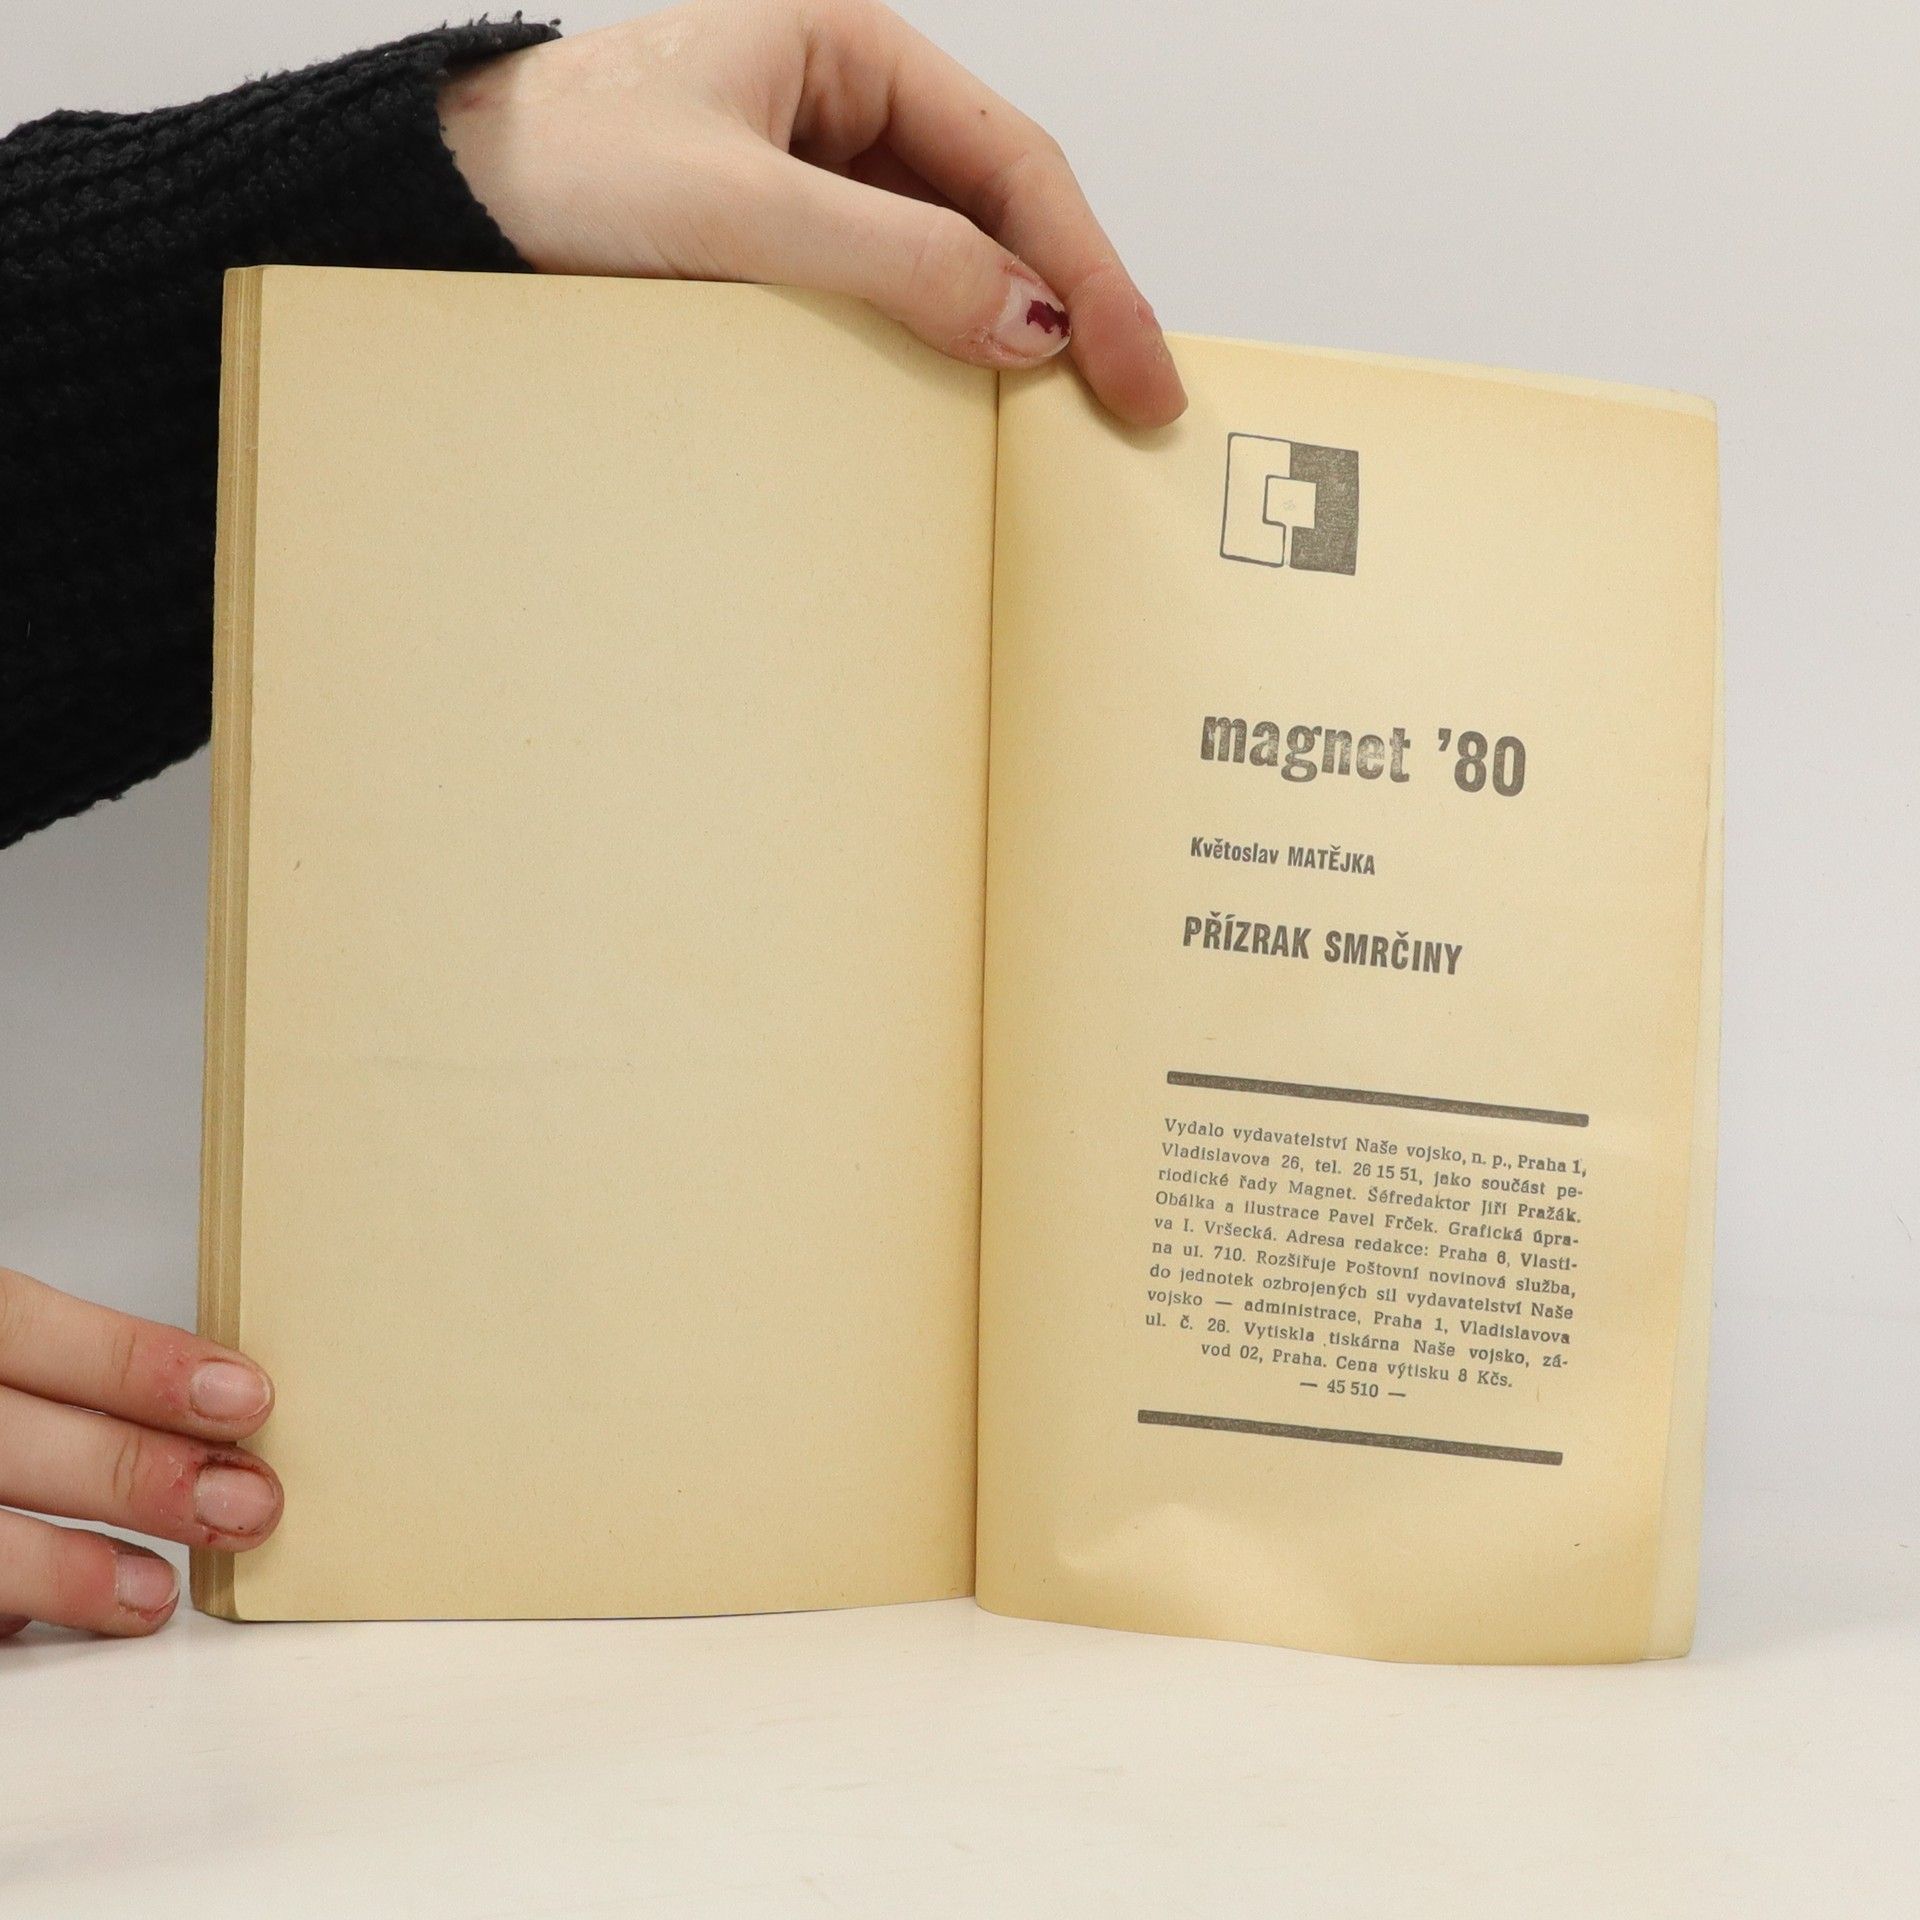 magnet ’80
Květoslav MATĚJKA
PŘÍZRAK SMRČINY
Vydalo vydavatelství Naše vojsko, n. p., Praha 1,
Vladislavova 26, tel. 26 15 51, jako součást pe-
riodické řady Magnet. Šéfredaktor Jiří Pražák.
Obálka a ilustrace Pavel Frček. Grafická úpra-
va I. Vršecká. Adresa redakce: Praha 6, Vlasti-
na ul. 710. Rozšiřuje Poštovní novinová služba,
do jednotek ozbrojených sil vydavatelství Naše
vojsko — administrace, Praha 1, Vladislavova
ul. č. 26. Vytiskla tiskárna Naše vojsko, zá-
vod 02, Praha. Cena výtisku 8 Kčs.
— 45 510 —